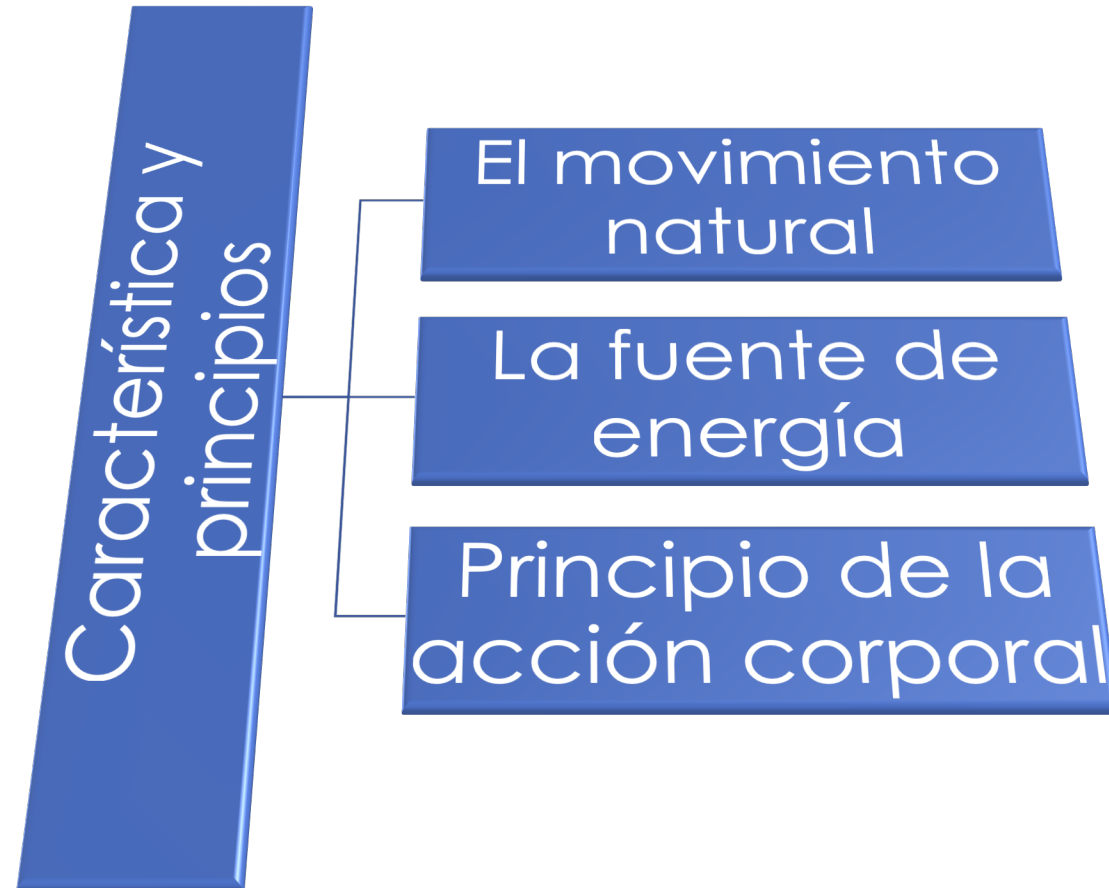 Característica y
principios
El movimiento
natural
La fuente de
energía
Principio de la
acción corporal